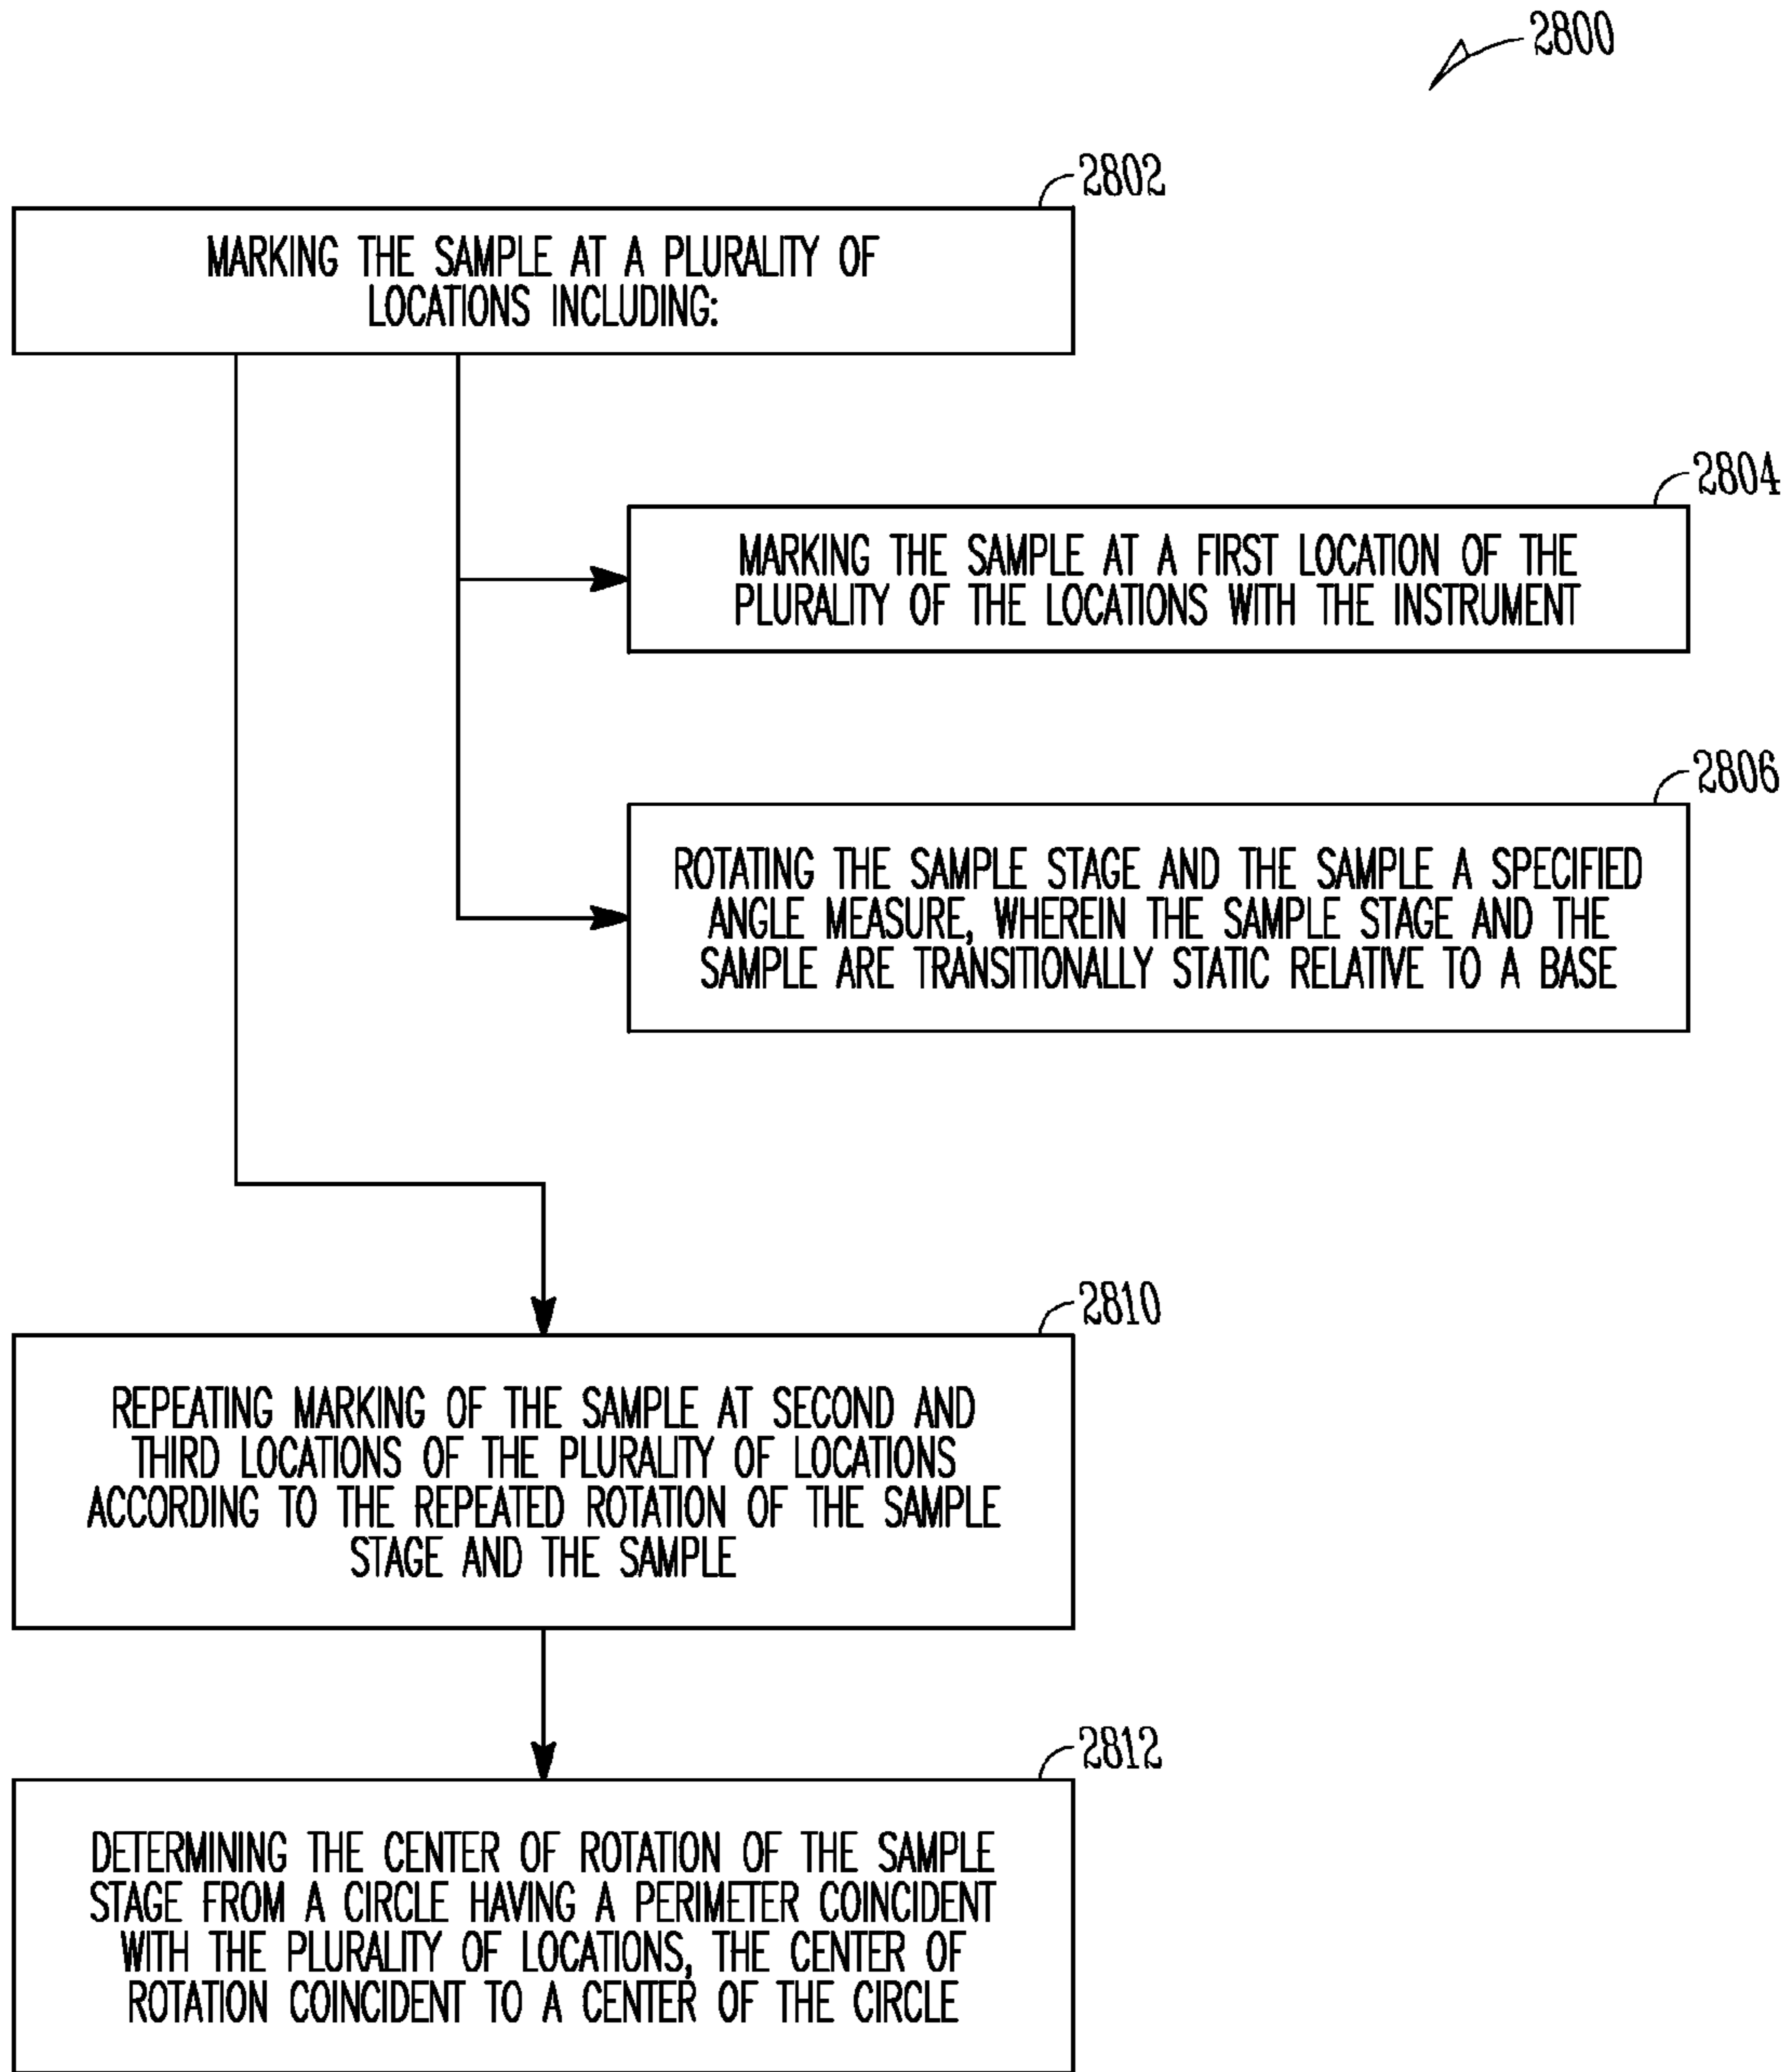 2800
2802
MARKING THE SAMPLE AT A PLURALITY OF
LOCATIONS INCLUDING:
2804
MARKING THE SAMPLE AT A FIRST LOCATION OF THE
PLURALITY OF THE LOCATIONS WITH THE INSTRUMENT
2806
ROTATING THE SAMPLE STAGE AND THE SAMPLE A SPECIFIED
ANGLE MEASURE, WHEREIN THE SAMPLE STAGE AND THE
SAMPLE ARE TRANSITIONALLY STATIC RELATIVE TO A BASE
2810
REPEATING MARKING OF THE SAMPLE AT SECOND AND
THIRD LOCATIONS OF THE PLURALITY OF LOCATIONS
ACCORDING TO THE REPEATED ROTATION OF THE SAMPLE
STAGE AND THE SAMPLE
2812
DETERMINING THE CENTER OF ROTATION OF THE SAMPLE
STAGE FROM A CIRCLE HAVING A PERIMETER COINCIDENT
WITH THE PLURALITY OF LOCATIONS, THE CENTER OF
ROTATION COINCIDENT TO A CENTER OF THE CIRCLE